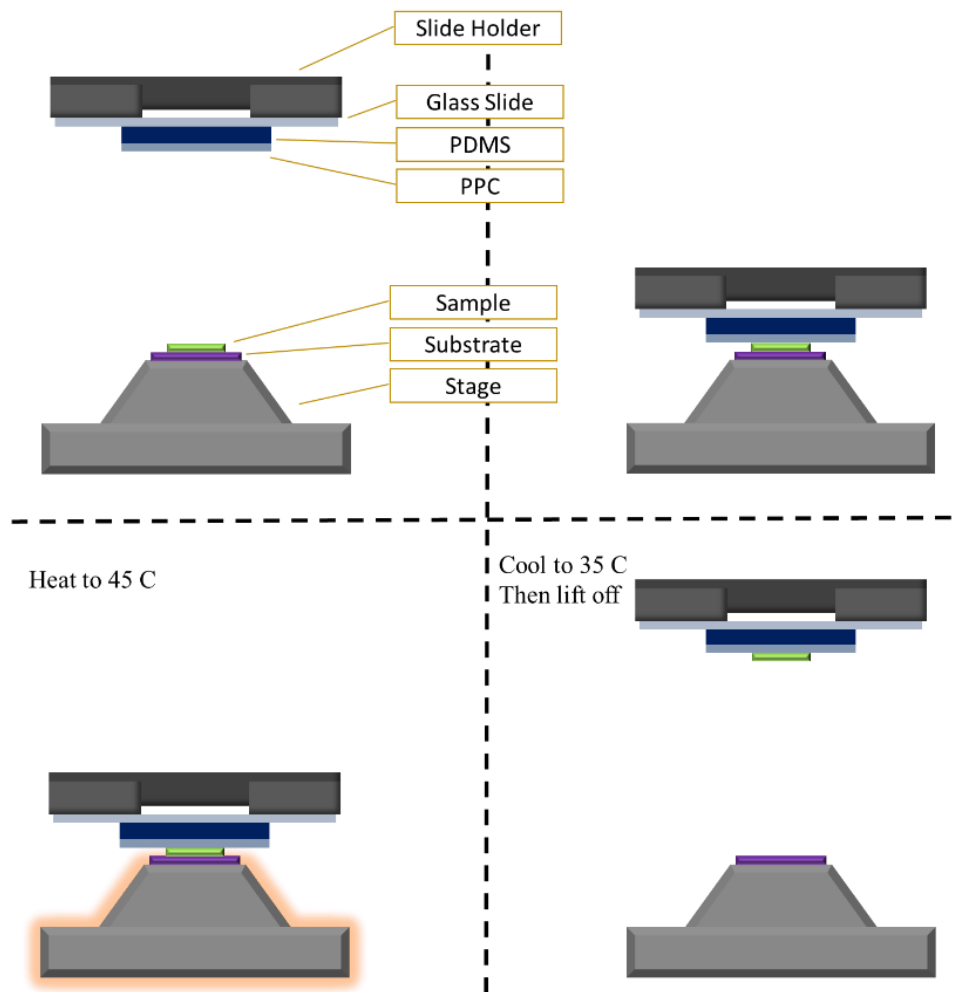 Slide Holder
Glass Slide
PDMS
PPC
Sample
Substrate
Stage
Heat to 45 C
Cool to 35 C
Then lift off